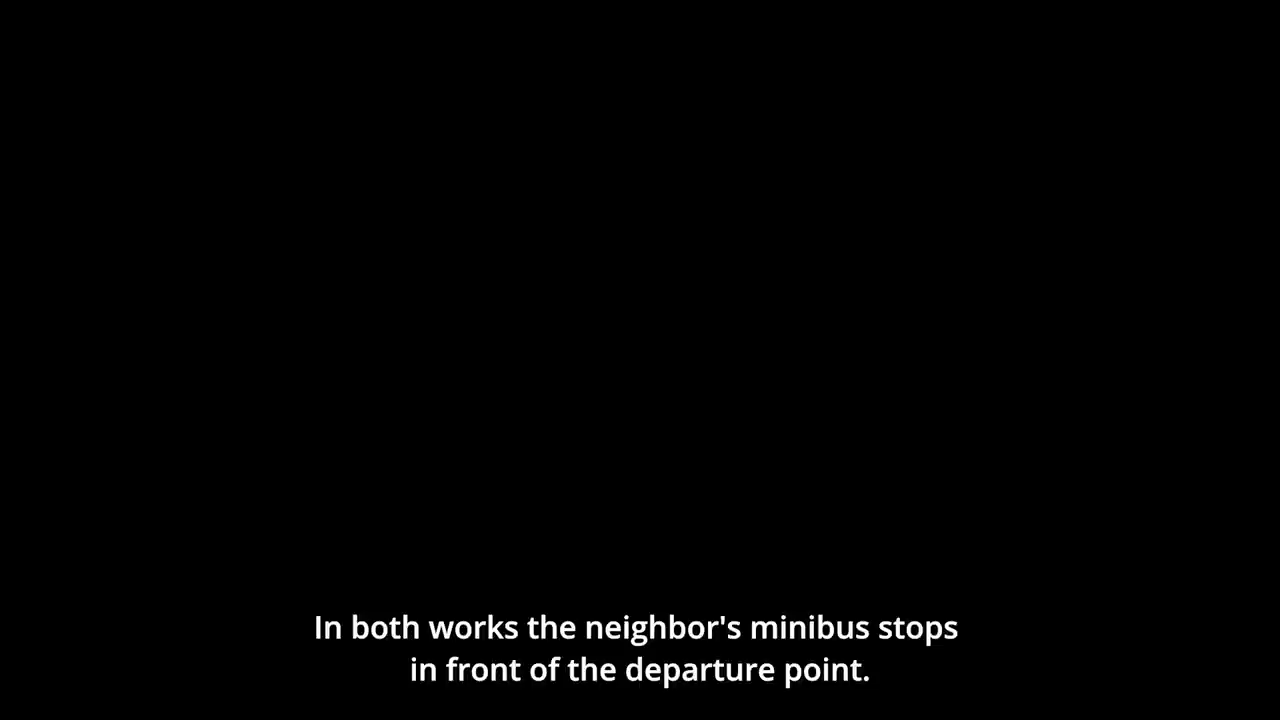 In both works the neighbor's minibus stops
in front of the departure point.